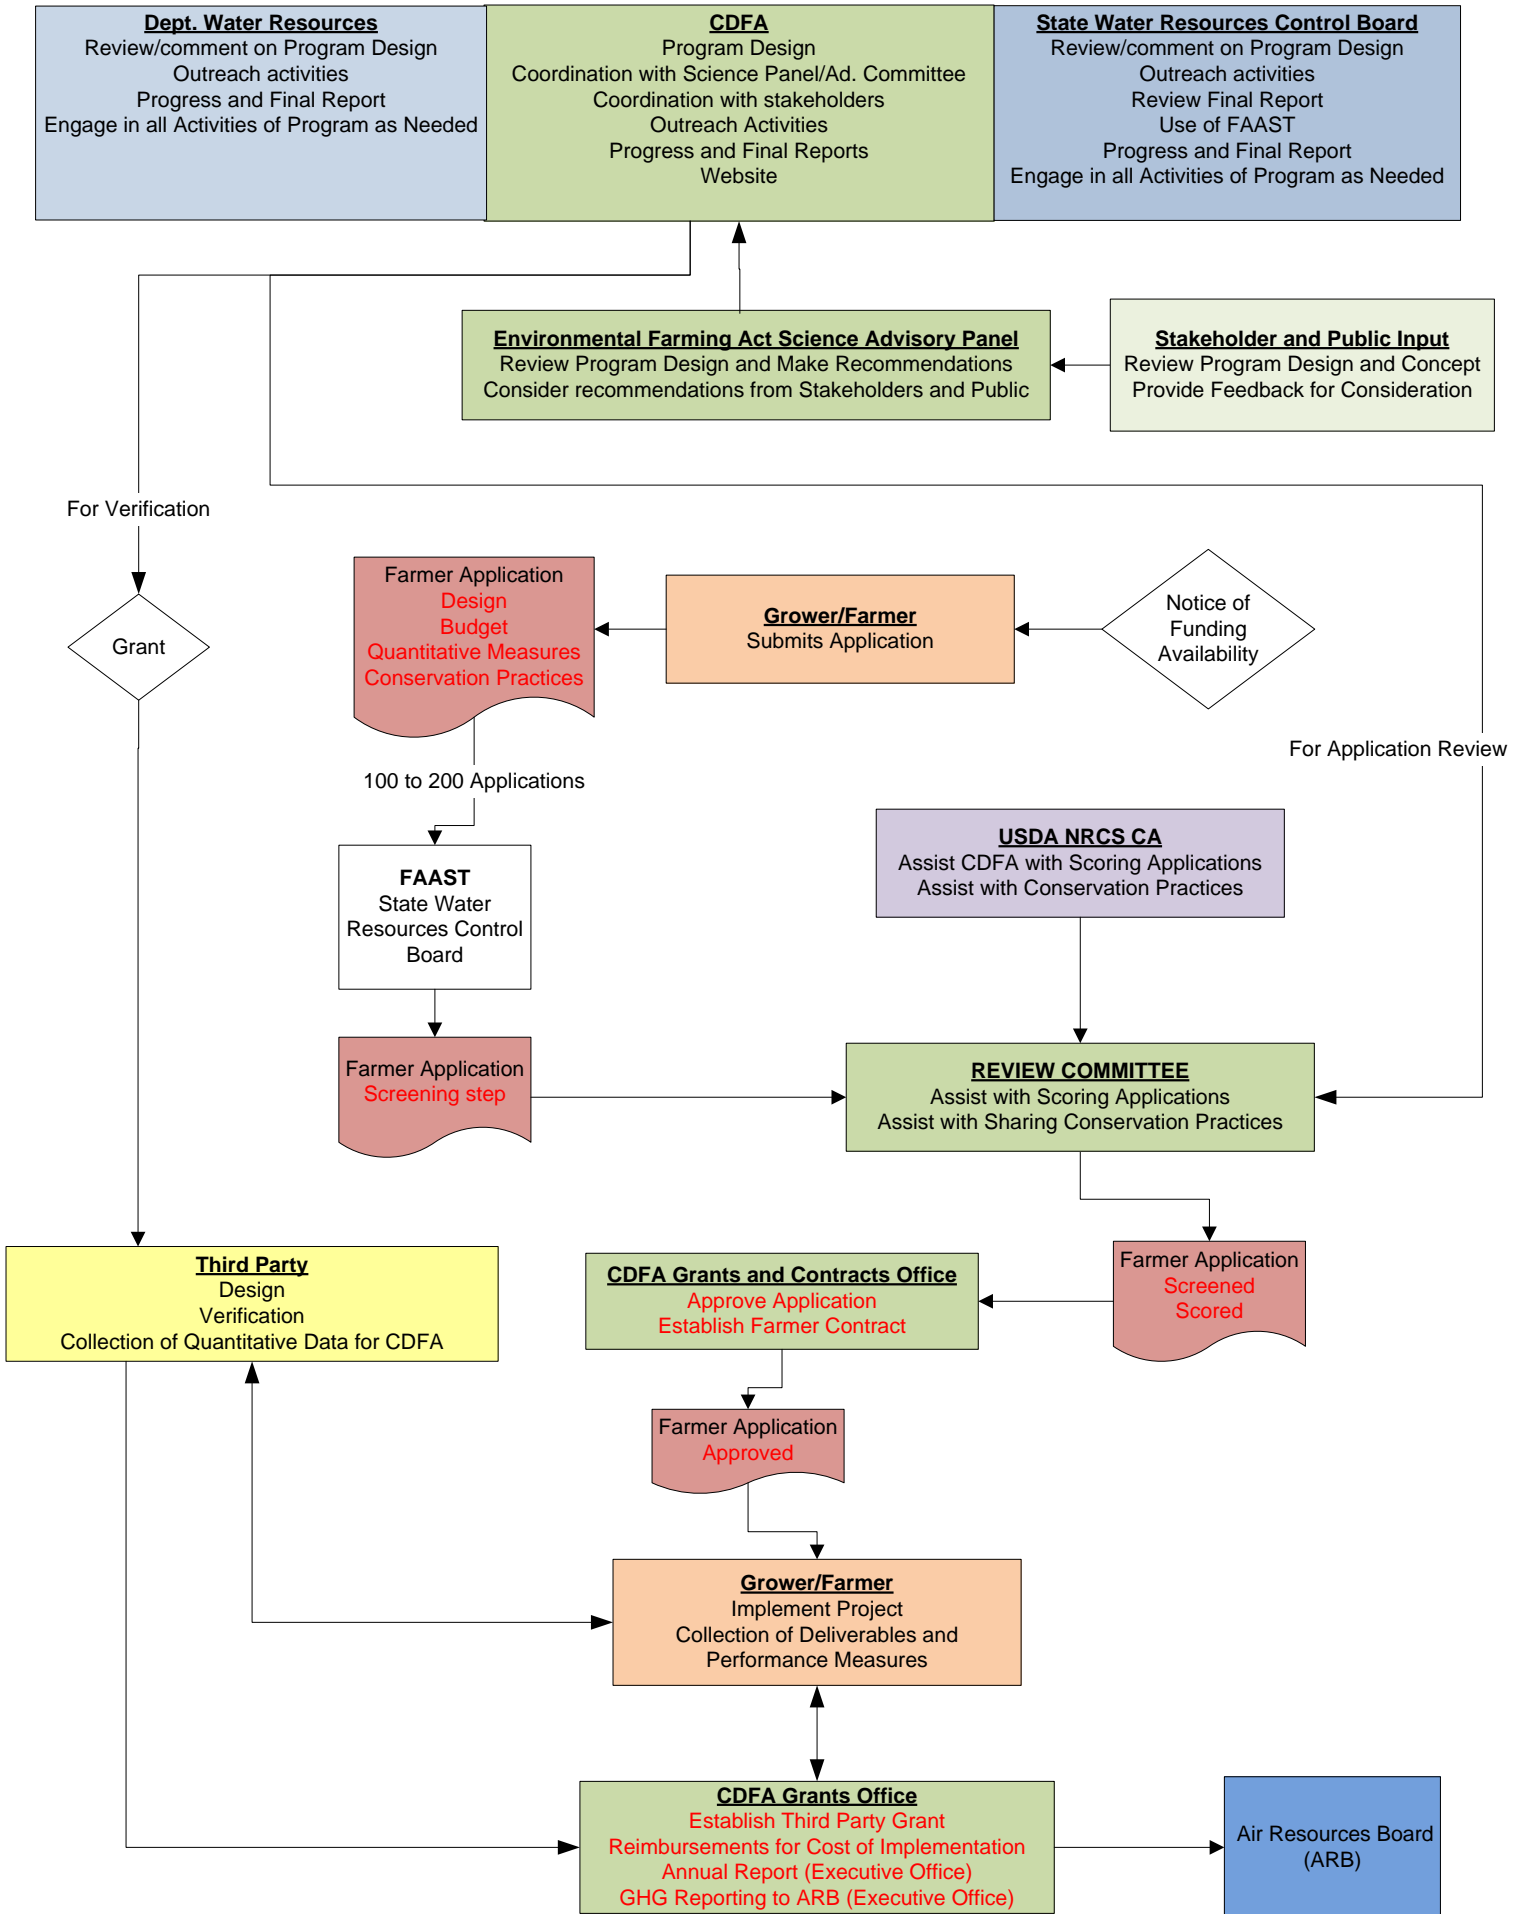 Dept. Water Resources
Review/comment on Program Design
Outreach activities
Progress and Final Report
Engage in all Activities of Program as Needed
CDFA
Program Design
Coordination with Science Panel/Ad. Committee
Coordination with stakeholders
Outreach Activities
Progress and Final Reports
Website
State Water Resources Control Board
Review/comment on Program Design
Outreach activities
Review Final Report
Use of FAAST
Progress and Final Report
Engage in all Activities of Program as Needed
Environmental Farming Act Science Advisory Panel
Review Program Design and Make Recommendations
Consider recommendations from Stakeholders and Public
Stakeholder and Public Input
Review Program Design and Concept
Provide Feedback for Consideration
For Verification
Grant
Farmer Application
Design
Budget
Quantitative Measures
Conservation Practices
Grower/Farmer
Submits Application
Notice of
Funding
Availability
For Application Review
100 to 200 Applications
FAAST
State Water
Resources Control
Board
USDA NRCS CA
Assist CDFA with Scoring Applications
Assist with Conservation Practices
Farmer Application
Screening step
REVIEW COMMITTEE
Assist with Scoring Applications
Assist with Sharing Conservation Practices
Third Party
Design
Verification
Collection of Quantitative Data for CDFA
CDFA Grants and Contracts Office
Approve Application
Establish Farmer Contract
Farmer Application
Screened
Scored
Farmer Application
Approved
Grower/Farmer
Implement Project
Collection of Deliverables and
Performance Measures
CDFA Grants Office
Establish Third Party Grant
Reimbursements for Cost of Implementation
Annual Report (Executive Office)
GHG Reporting to ARB (Executive Office)
Air Resources Board
(ARB)